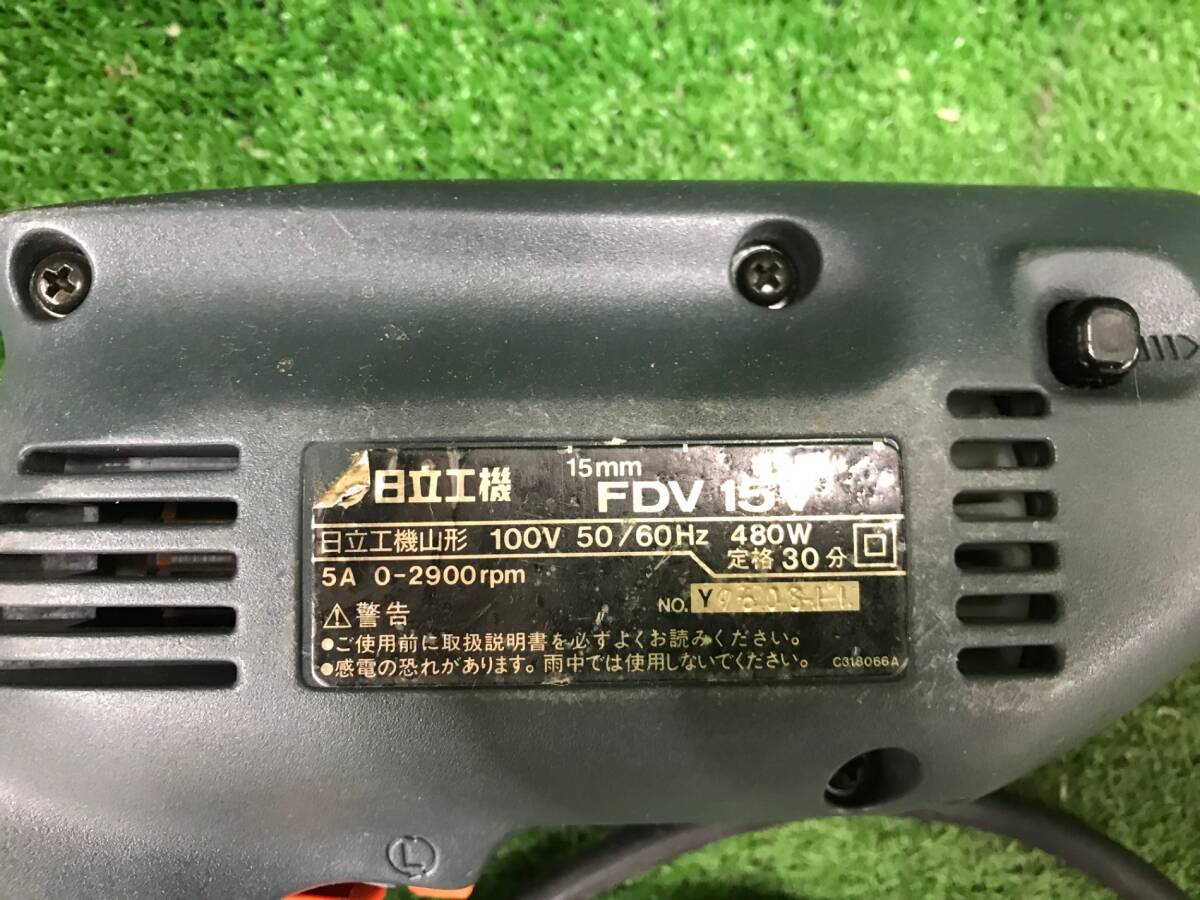 日立工機
15mm
FDV 15V
日立工機山形 100V 50/60Hz 480W
定格30分
5A 0-2900rpm
NO. Y
⚠警告
●ご使用前に取扱説明書を必ずよくお読みください。
●感電の恐れがあります。雨中では使用しないでください。
C318066A
L